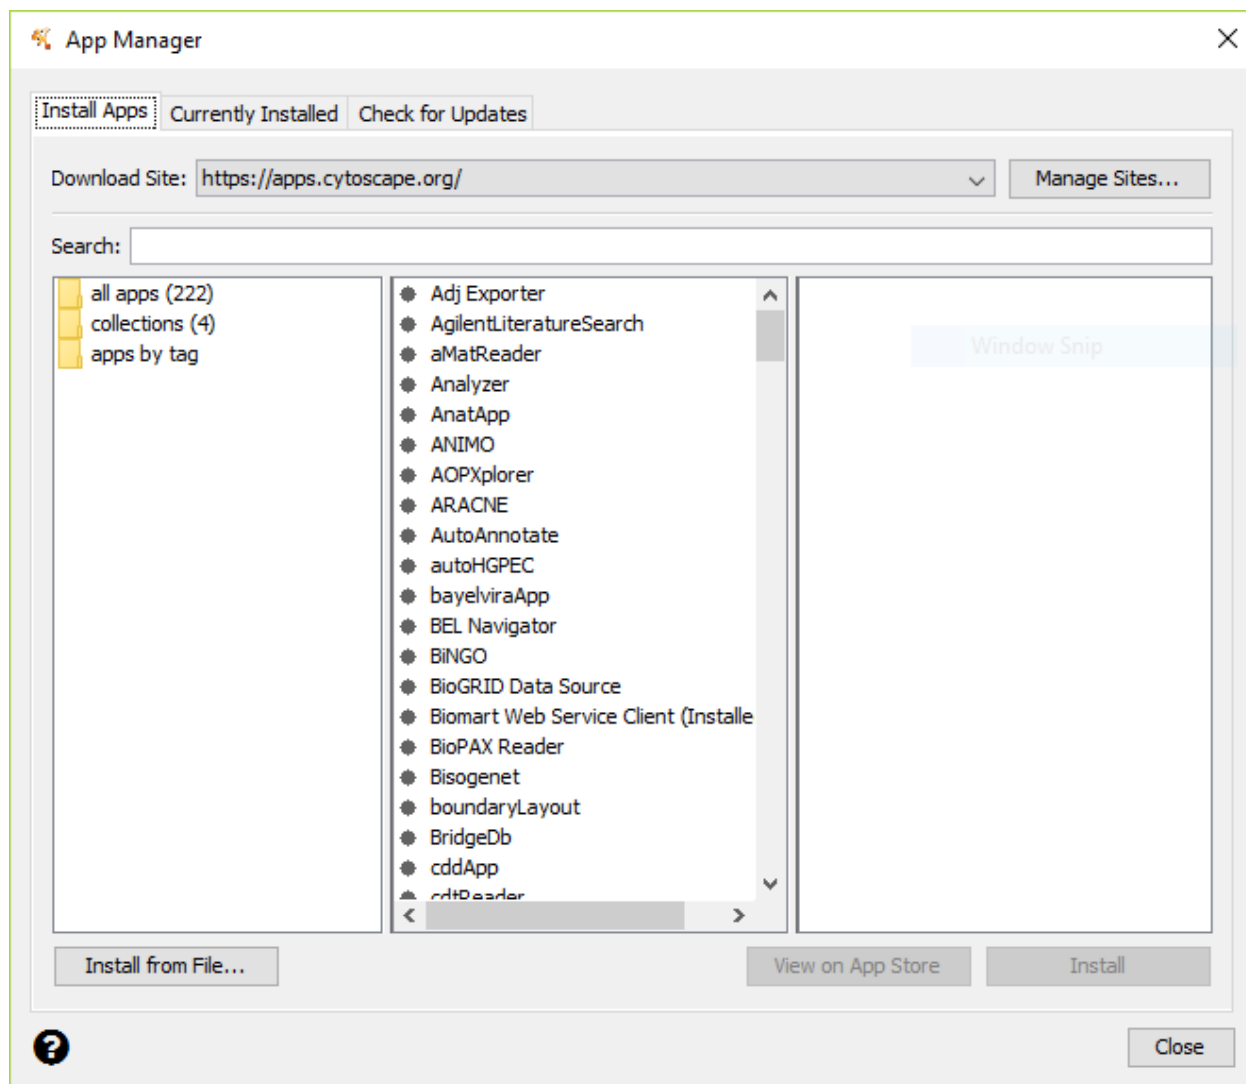 App Manager
Install Apps Currently Installed Check for Updates
Download Site: https://apps.cytoscape.org/ Manage Sites...
Search:
all apps (222)
collections (4)
apps by tag
Adj Exporter
AgilentLiteratureSearch
aMatReader
Analyzer
AnatApp
ANIMO
AOPXplorer
ARACNE
AutoAnnotate
autoHGPEC
bayelviraApp
BEL Navigator
BiNGO
BioGRID Data Source
Biomart Web Service Client (Installe
BioPAX Reader
Bisogenet
boundaryLayout
BridgeDb
cddApp
cdtReader
Window Snip
Install from File... View on App Store Install
? Close